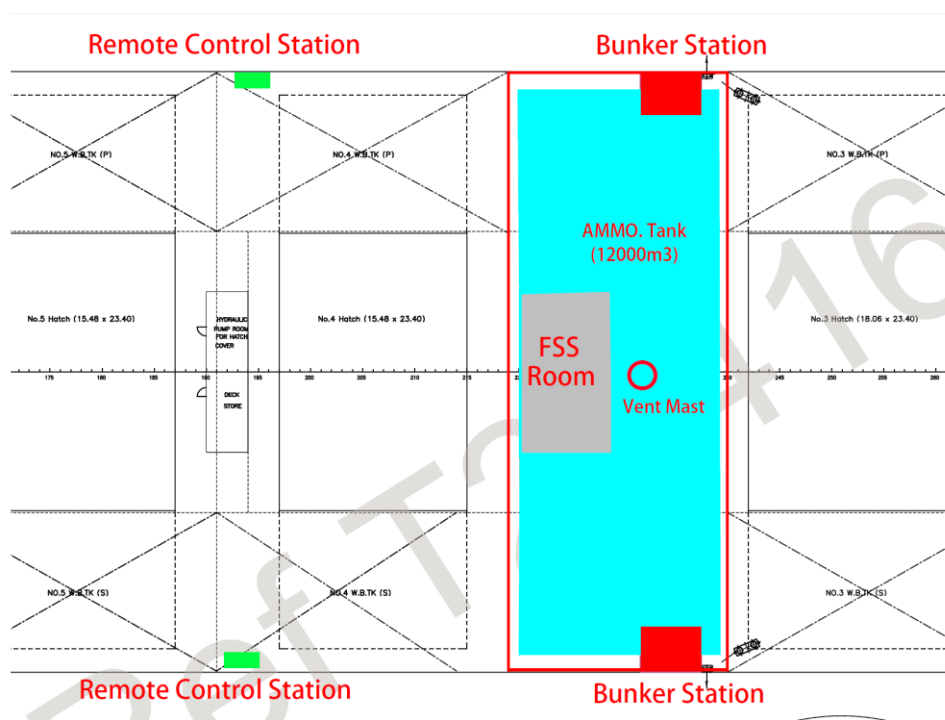 Remote Control Station
Bunker Station
NO.5 W.B.TK (P)
NO.4 W.B.TK (P)
NO.3 W.B.TK (P)
AMMO. Tank
(12000m3)
No.5 Hatch (15.48 x 23.40)
HYDRAULIC
PUMP ROOM
FOR HATCH
COVER
No.4 Hatch (15.48 x 23.40)
No.3 Hatch (18.06 x 23.40)
FSS
Room
175 180 185 190 195 200 205 210 215 240 245 250 255 260
Vent Mast
DECK
STORE
NO.5 W.B.TK (S)
NO.4 W.B.TK (S)
NO.3 W.B.TK (S)
Remote Control Station
Bunker Station